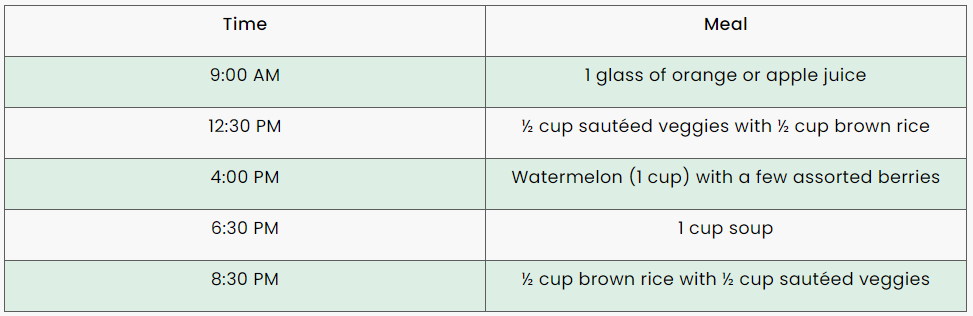 Time Meal
9:00 AM 1 glass of orange or apple juice
12:30 PM ½ cup sautéed veggies with ½ cup brown rice
4:00 PM Watermelon (1 cup) with a few assorted berries
6:30 PM 1 cup soup
8:30 PM ½ cup brown rice with ½ cup sautéed veggies